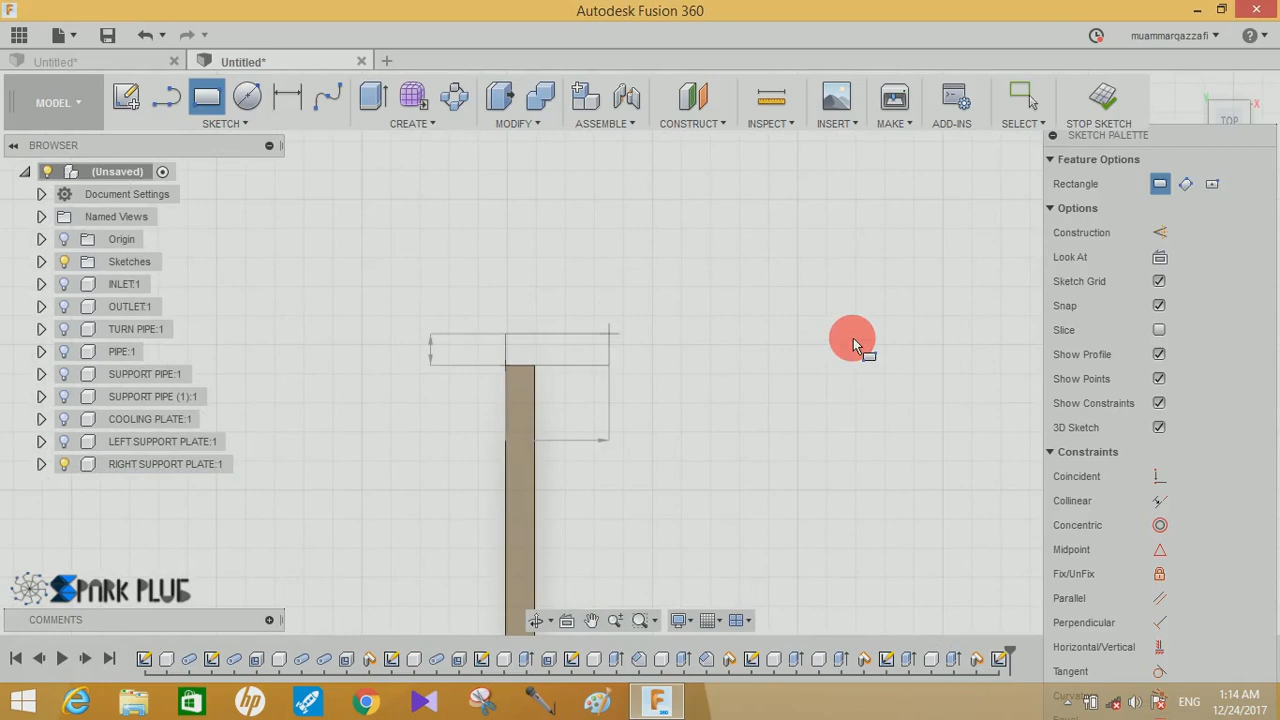 Autodesk Fusion 360
muammarqazzafi
Untitled*
Untitled*
MODEL
SKETCH
CREATE
MODIFY
ASSEMBLE
CONSTRUCT
INSPECT
INSERT
MAKE
ADD-INS
SELECT
STOP SKETCH
TOP
X
BROWSER
(Unsaved)
Document Settings
Named Views
Origin
Sketches
INLET:1
OUTLET:1
TURN PIPE:1
PIPE:1
SUPPORT PIPE:1
SUPPORT PIPE (1):1
COOLING PLATE:1
LEFT SUPPORT PLATE:1
RIGHT SUPPORT PLATE:1
SPARK PLUG
COMMENTS
SKETCH PALETTE
Feature Options
Rectangle
Options
Construction
Look At
Sketch Grid
Snap
Slice
Show Profile
Show Points
Show Constraints
3D Sketch
Constraints
Coincident
Collinear
Concentric
Midpoint
Fix/UnFix
Parallel
Perpendicular
Horizontal/Vertical
Tangent
ENG
1:14 AM
12/24/2017